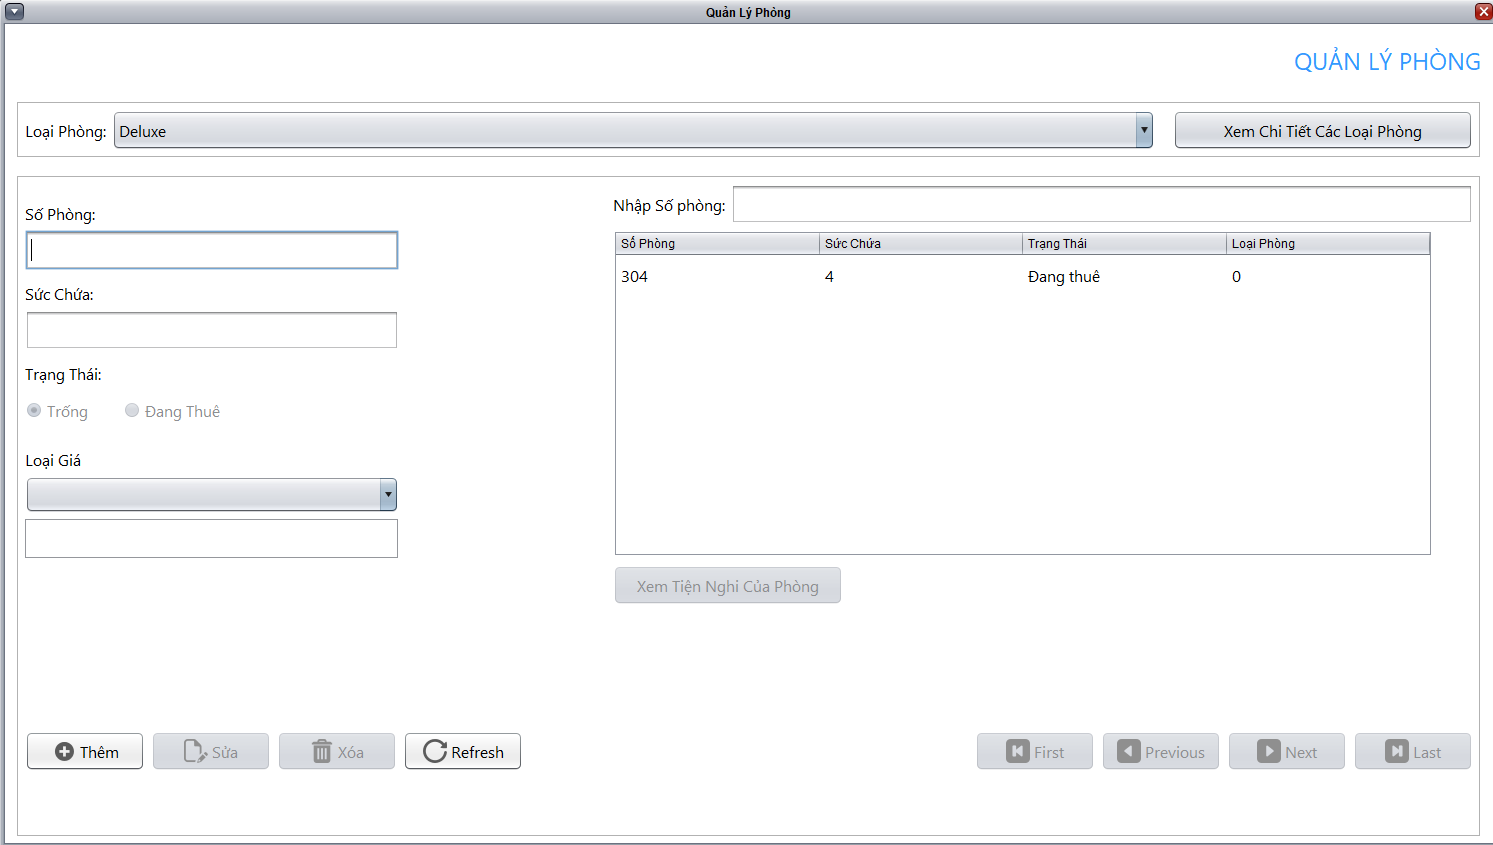 Quản Lý Phòng
QUẢN LÝ PHÒNG
Loại Phòng: Deluxe Xem Chi Tiết Các Loại Phòng
Số Phòng:
Sức Chứa:
Trạng Thái:
Trống Đang Thuê
Loại Giá
Nhập Số phòng:
Số Phòng Sức Chứa Trạng Thái Loại Phòng
304 4 Đang thuê 0
Xem Tiện Nghi Của Phòng
Thêm Sửa Xóa Refresh First Previous Next Last